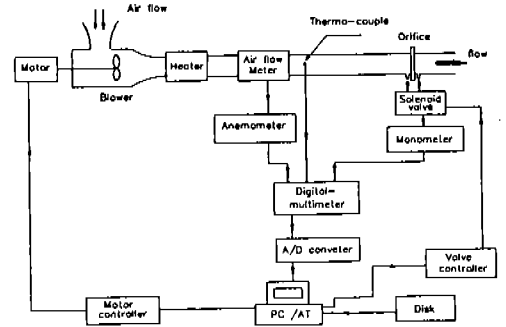 Air flow
Thermo-couple
Orifice
flow
Motor
Blower
Heater
Air flow
Meter
Solenoid
valve
Anemometer
Monometer
Digital-
multimeter
A/D conveter
Valve
controller
Motor
controller
PC /AT
Disk